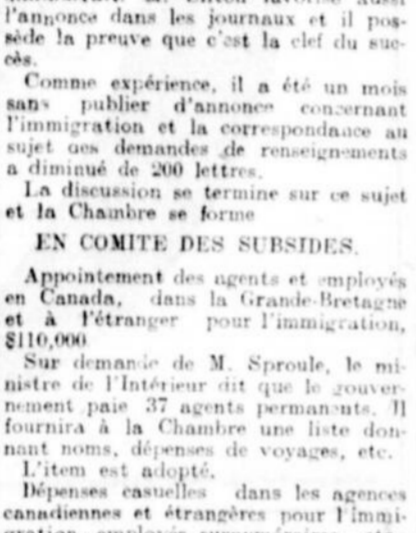 l'annonce dans les journaux et il pos-
sède la preuve que c'est la clef du suc-
cès.
Comme expérience, il a été un mois
sans publier d'annonce concernant
l'immigration et la correspondance au
sujet des demandes de renseignements
a diminué de 200 lettres.
La discussion se termine sur ce sujet
et la Chambre se forme
EN COMITE DES SUBSIDES.
Appointement des agents et employés
en Canada, dans la Grande-Bretagne
et à l'étranger pour l'immigration,
$110,000
Sur demande de M. Sproule, le mi-
nistre de l'Intérieur dit que le gouver-
nement paie 37 agents permanents. Il
fournira à la Chambre une liste don-
nant noms, dépenses de voyages, etc.
L'item est adopté.
Dépenses casuelles dans les agences
canadiennes et étrangères pour l'immi-